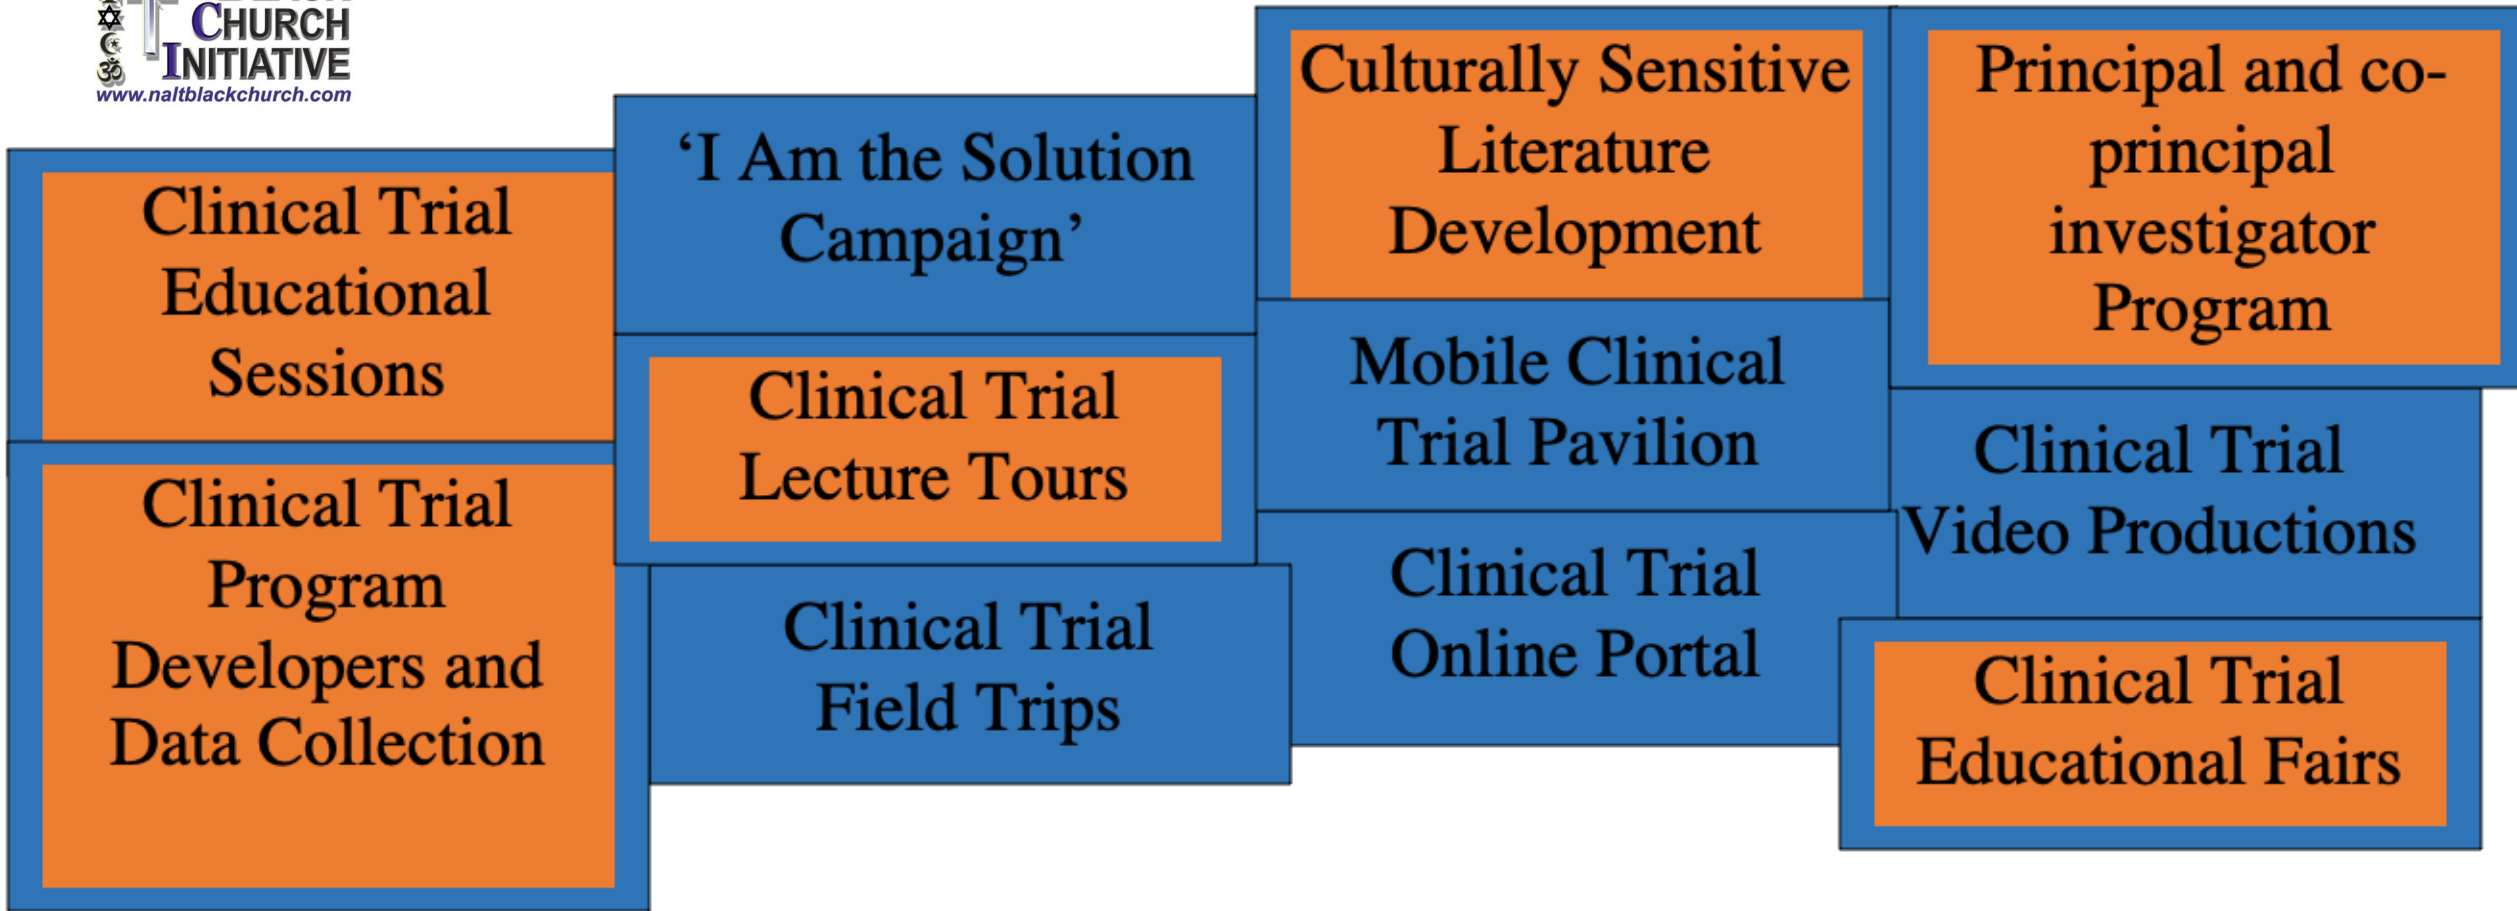 CHURCH
INITIATIVE
www.naltblackchurch.com
Clinical Trial
Educational
Sessions
Clinical Trial
Program
Developers and
Data Collection
‘I Am the Solution
Campaign’
Clinical Trial
Lecture Tours
Clinical Trial
Field Trips
Culturally Sensitive
Literature
Development
Mobile Clinical
Trial Pavilion
Clinical Trial
Online Portal
Principal and co-
principal
investigator
Program
Clinical Trial
Video Productions
Clinical Trial
Educational Fairs